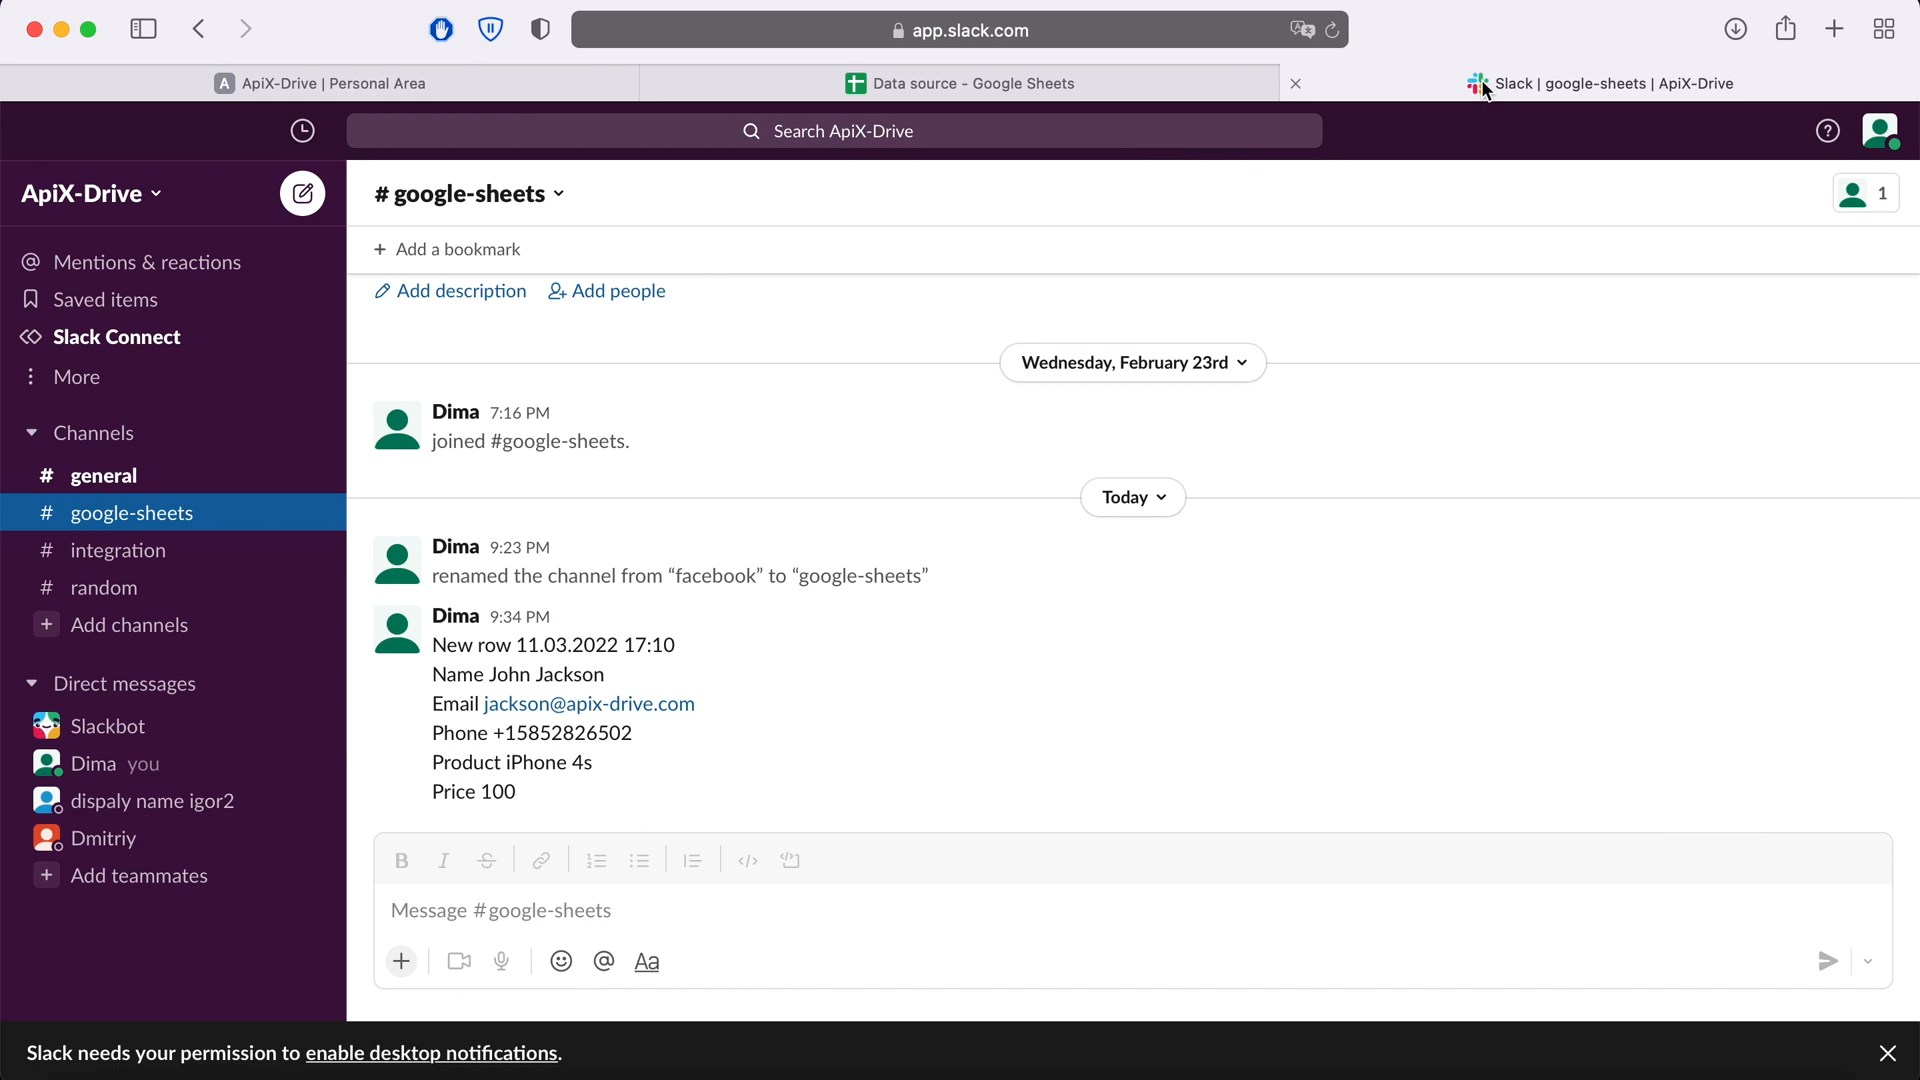 app.slack.com
A ApiX-Drive | Personal Area
Data source - Google Sheets
Slack | google-sheets | ApiX-Drive
Search ApiX-Drive
ApiX-Drive
Mentions & reactions
Saved items
Slack Connect
More
Channels
# general
# google-sheets
# integration
# random
+ Add channels
Direct messages
Slackbot
Dima you
dispaly name igor2
Dmitriy
+ Add teammates
# google-sheets
1
+ Add a bookmark
Add description Add people
Wednesday, February 23rd
Dima 7:16 PM
joined #google-sheets.
Today
Dima 9:23 PM
renamed the channel from “facebook” to “google-sheets”
Dima 9:34 PM
New row 11.03.2022 17:10
Name John Jackson
Email jackson@apix-drive.com
Phone +15852826502
Product iPhone 4s
Price 100
Message #google-sheets
Aa
Slack needs your permission to enable desktop notifications.